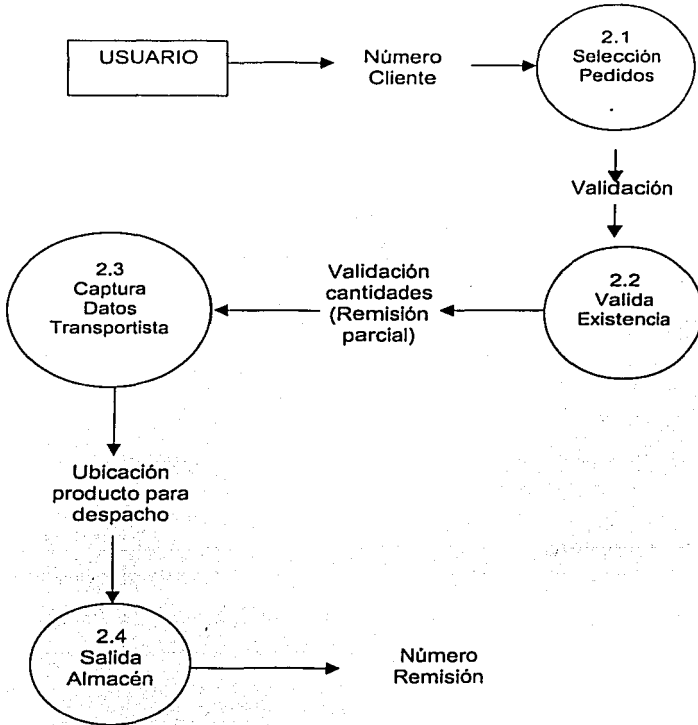 USUARIO
Número
Cliente
2.1
Selección
Pedidos
.
Validación
2.3
Captura
Datos
Transportista
Validación
cantidades
(Remisión
parcial)
2.2
Valida
Existencia
Ubicación
producto para
despacho
2.4
Salida
Almacén
Número
Remisión